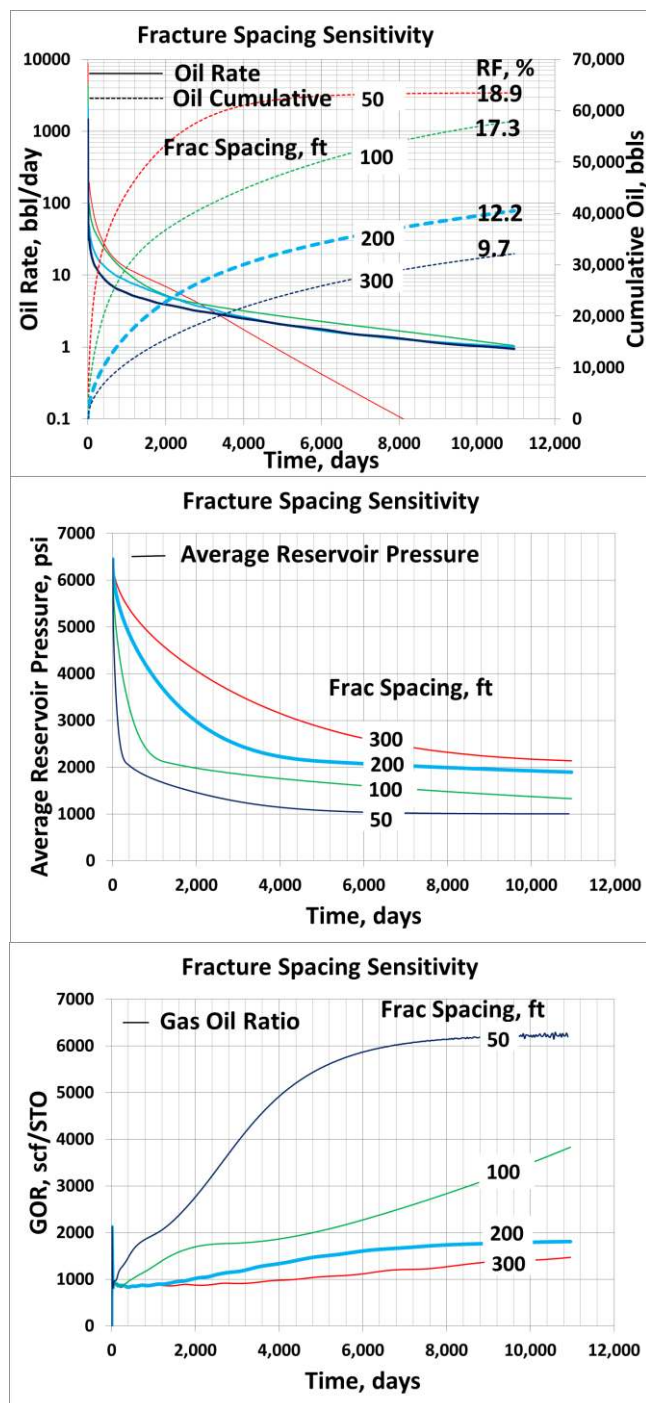 Fracture Spacing Sensitivity
10000
1000
100
10
1
0.1
Oil Rate, bbl/day
Oil Rate
Oil Cumulative
Frac Spacing, ft
50
100
200
300
RF, %
18.9
17.3
12.2
9.7
70,000
60,000
50,000
40,000
30,000
20,000
10,000
0
Cumulative Oil, bbls
0 2,000 4,000 6,000 8,000 10,000 12,000
Time, days
Fracture Spacing Sensitivity
7000
6000
5000
4000
3000
2000
1000
0
Average Reservoir Pressure, psi
Average Reservoir Pressure
Frac Spacing, ft
300
200
100
50
0 2,000 4,000 6,000 8,000 10,000 12,000
Time, days
Fracture Spacing Sensitivity
7000
6000
5000
4000
3000
2000
1000
0
GOR, scf/STO
Gas Oil Ratio
Frac Spacing, ft
50
100
200
300
0 2,000 4,000 6,000 8,000 10,000 12,000
Time, days